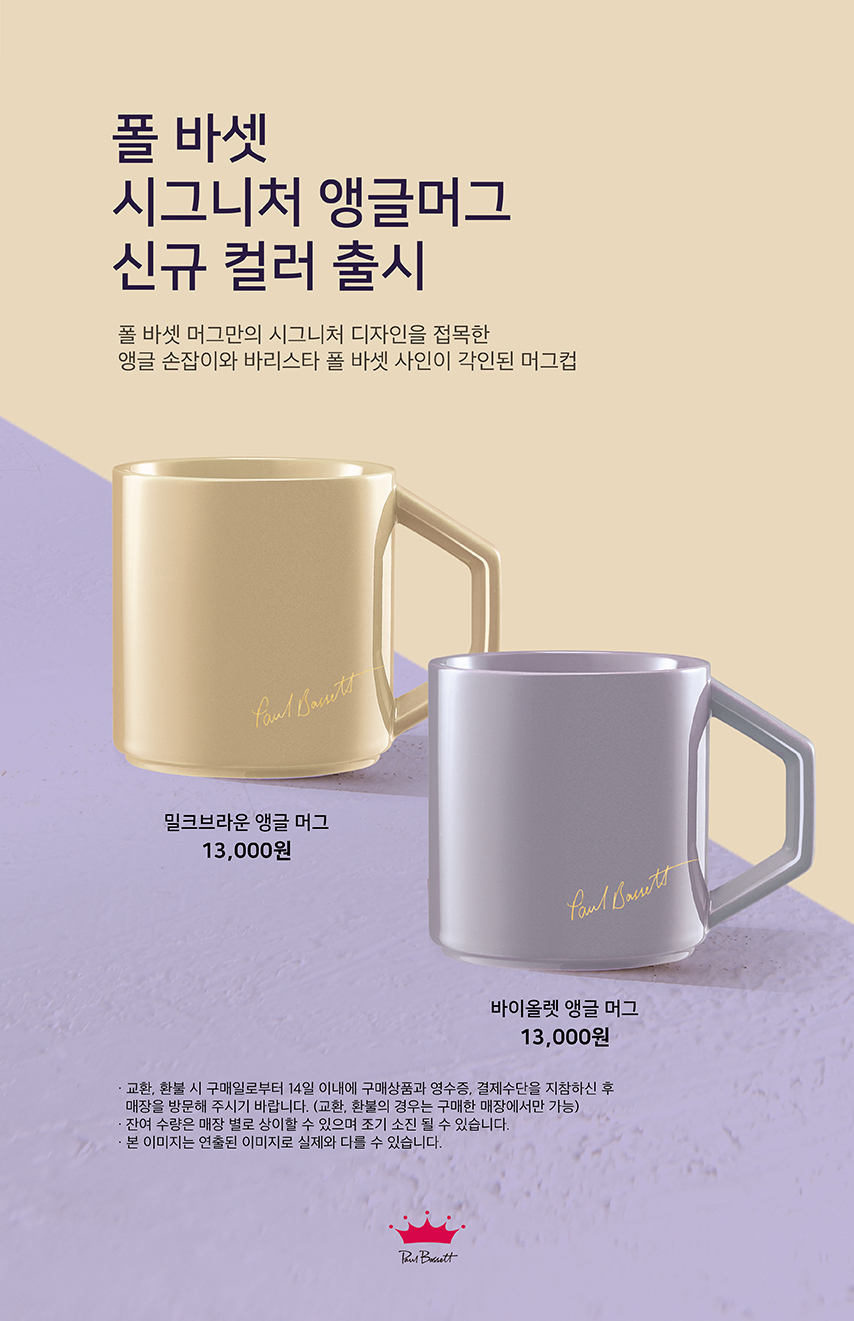 폴 바셋
시그니처 앵글머그
신규 컬러 출시
폴 바셋 머그만의 시그니처 디자인을 접목한
앵글 손잡이와 바리스타 폴 바셋 사인이 각인된 머그컵
Paul Bassett
밀크브라운 앵글 머그
13,000원
Paul Bassett
바이올렛 앵글 머그
13,000원
· 교환, 환불 시 구매일로부터 14일 이내에 구매상품과 영수증, 결제수단을 지참하신 후
매장을 방문해 주시기 바랍니다. (교환, 환불의 경우는 구매한 매장에서만 가능)
· 잔여 수량은 매장 별로 상이할 수 있으며 조기 소진 될 수 있습니다.
· 본 이미지는 연출된 이미지로 실제와 다를 수 있습니다.
Paul Bassett